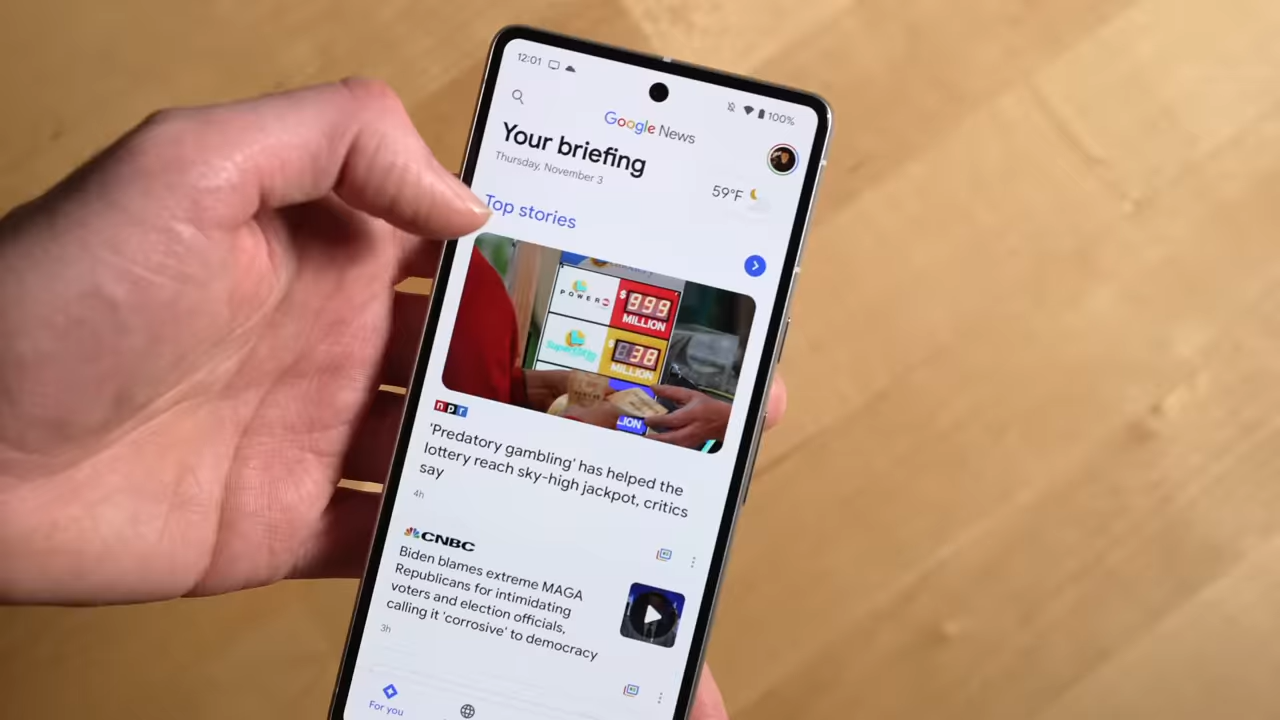 12:01
100%
Google News
Your briefing
Thursday, November 3
59°F
Top stories
POWER
$999
MILLION
$38
MILLION
LION
npr
'Predatory gambling' has helped the
lottery reach sky-high jackpot, critics
say
4h
CNBC
Biden blames extreme MAGA
Republicans for intimidating
voters and election officials,
calling it 'corrosive' to democracy
3h
For you